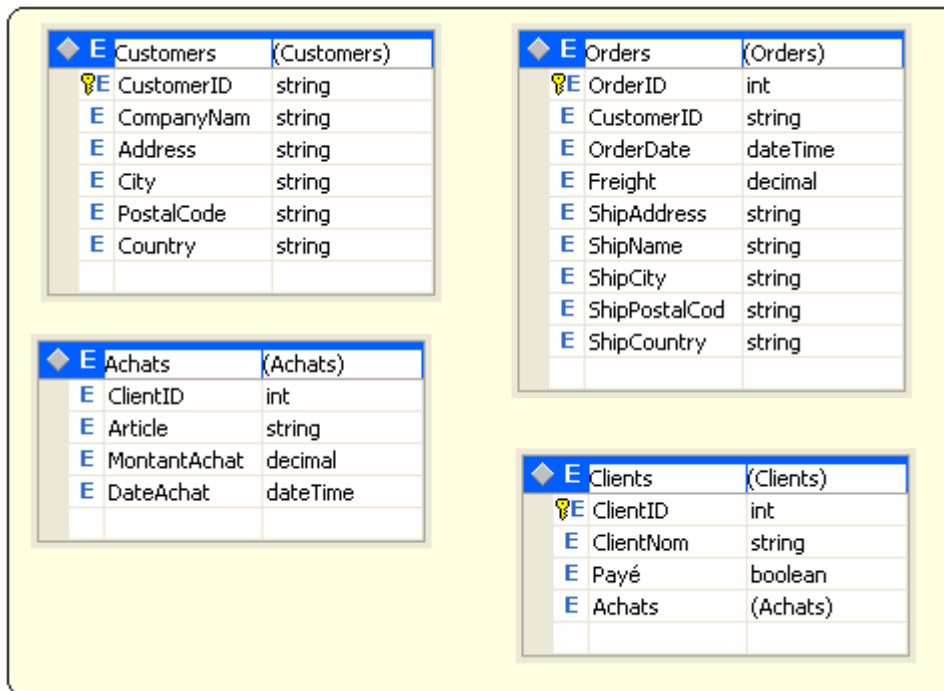 E Customers (Customers)
E CustomerID string
E CompanyNam string
E Address string
E City string
E PostalCode string
E Country string
E Orders (Orders)
E OrderID int
E CustomerID string
E OrderDate dateTime
E Freight decimal
E ShipAddress string
E ShipName string
E ShipCity string
E ShipPostalCod string
E ShipCountry string
E Achats (Achats)
E ClientID int
E Article string
E MontantAchat decimal
E DateAchat dateTime
E Clients (Clients)
E ClientID int
E ClientNom string
E Payé boolean
E Achats (Achats)